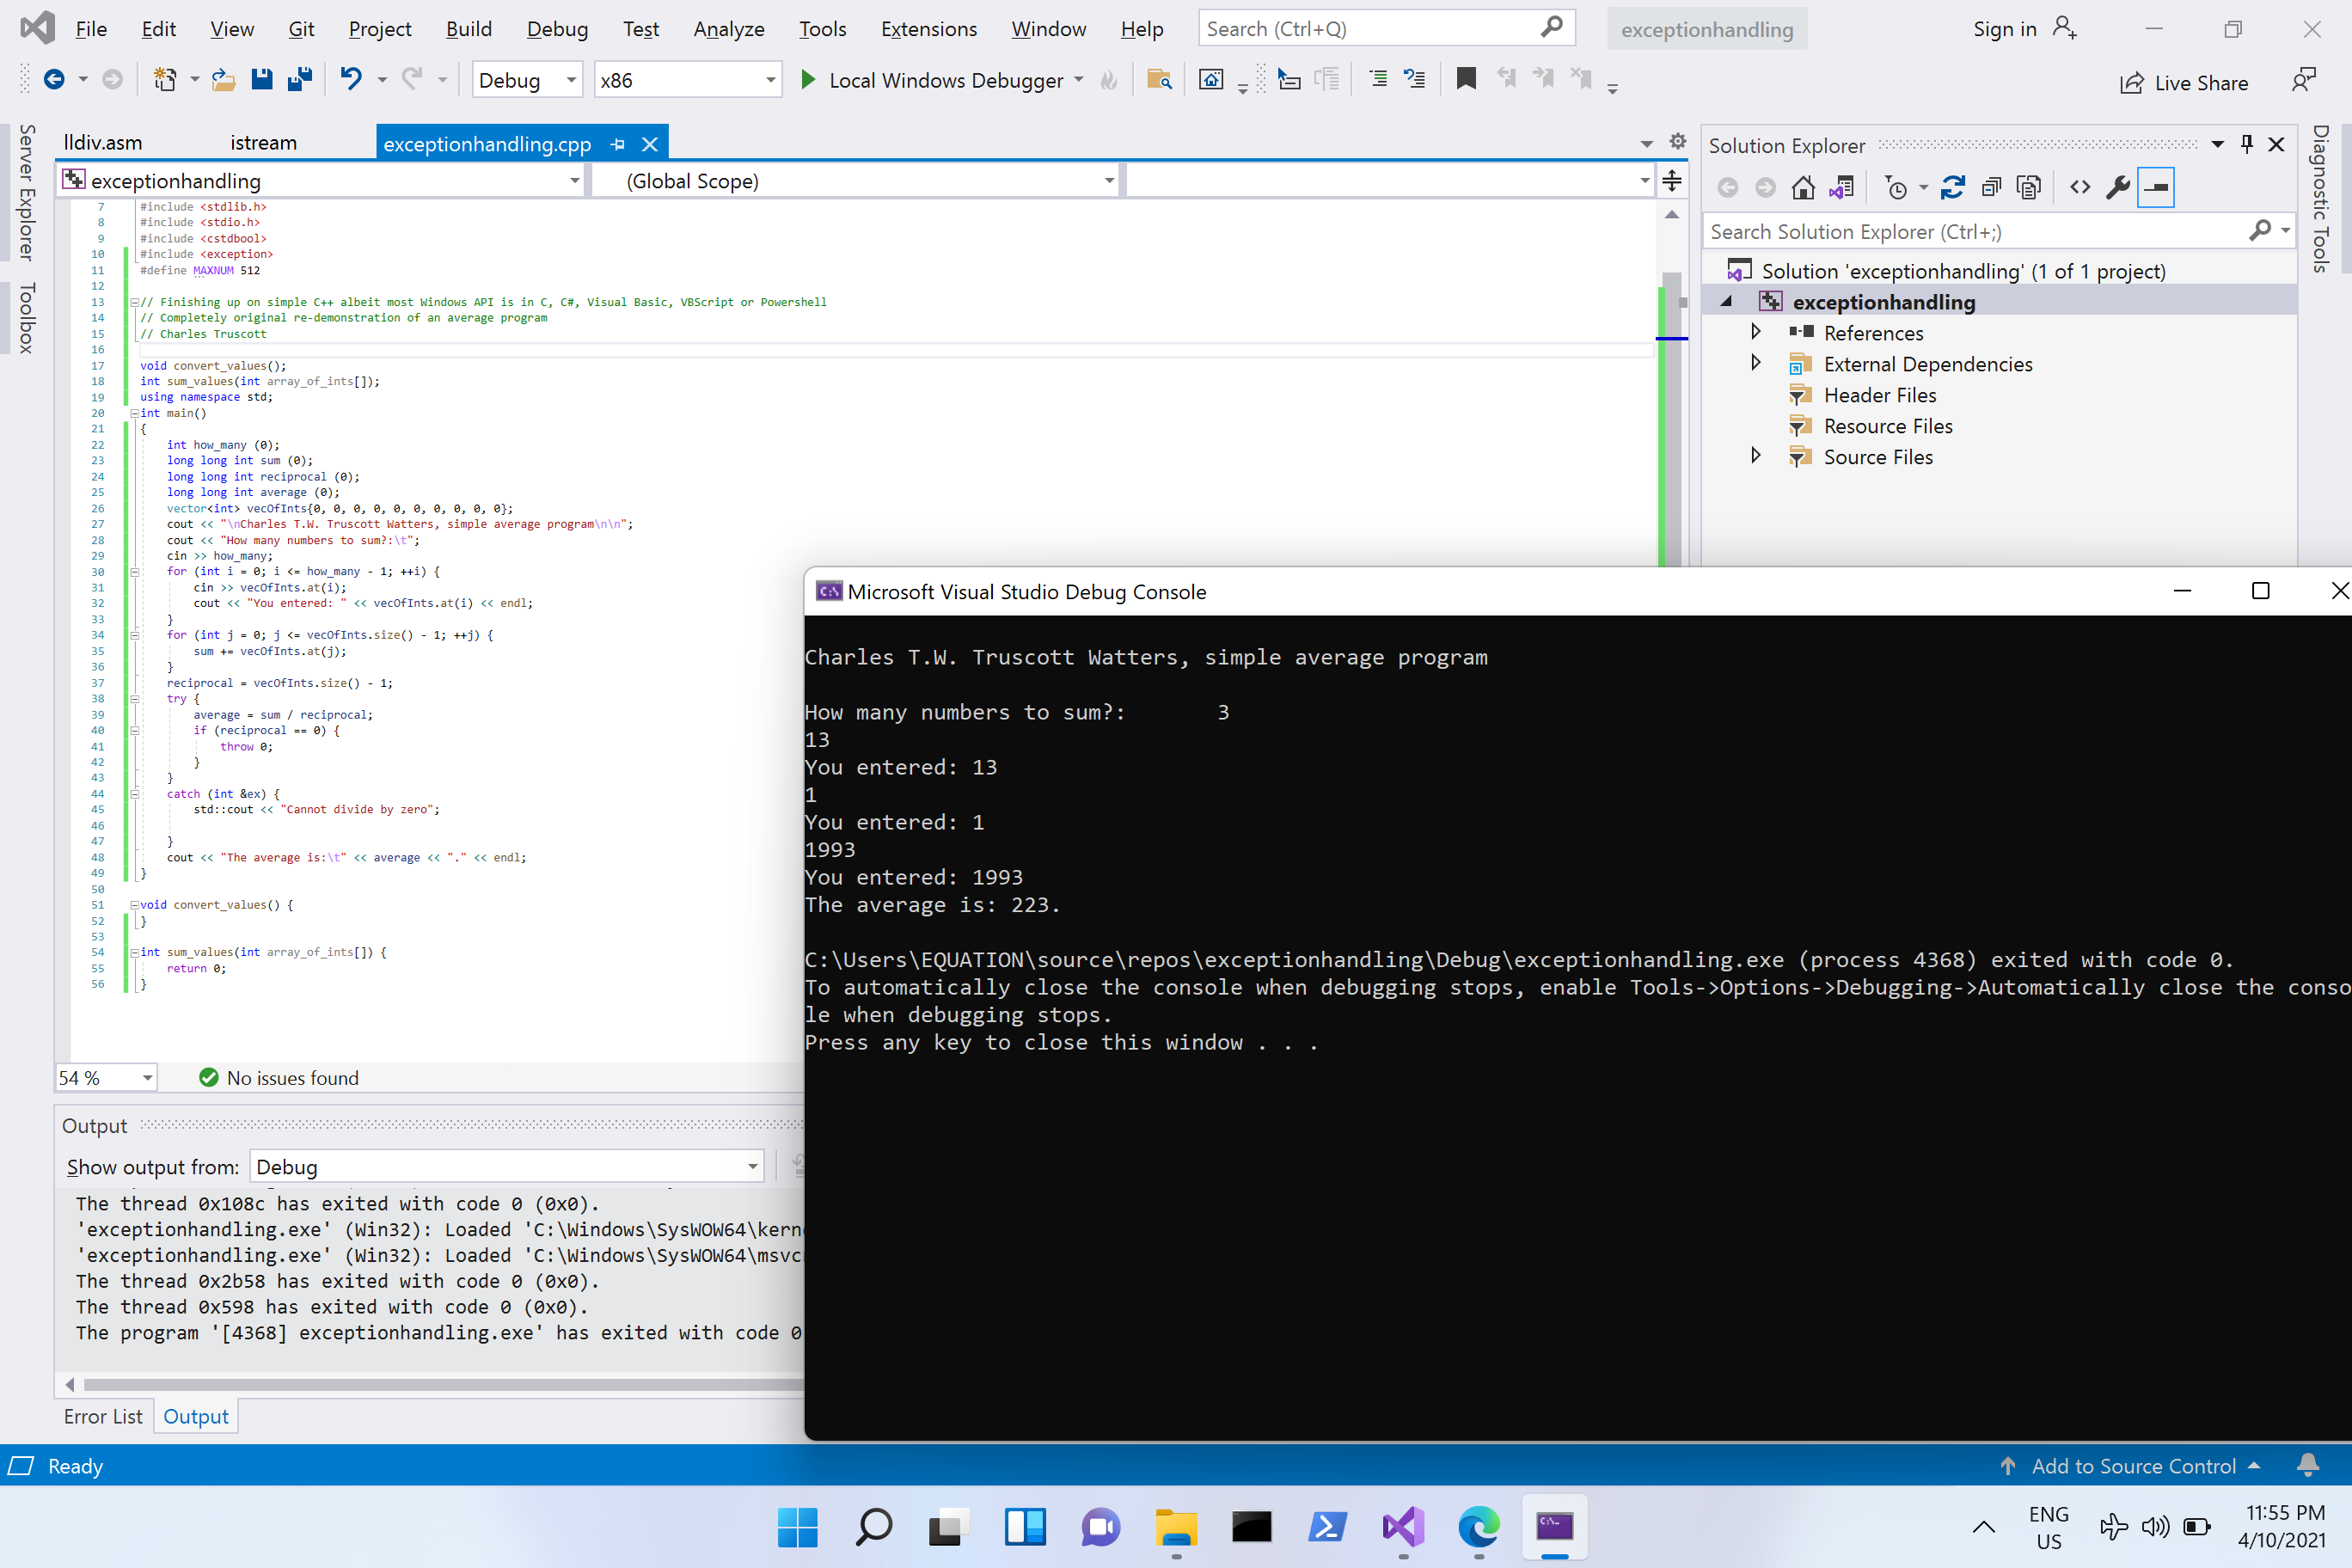 File Edit View Git Project Build Debug Test Analyze Tools Extensions Window Help Search (Ctrl+Q) exceptionhandling Sign in
Debug x86 Local Windows Debugger Live Share
Server Explorer
Toolbox
lldiv.asm istream exceptionhandling.cpp
exceptionhandling (Global Scope)
7 #include <stdlib.h>
8 #include <stdio.h>
9 #include <cstdbool>
10 #include <exception>
11 #define MAXNUM 512
12
13 // Finishing up on simple C++ albeit most Windows API is in C, C#, Visual Basic, VBScript or Powershell
14 // Completely original re-demonstration of an average program
15 // Charles Truscott
16
17 void convert_values();
18 int sum_values(int array_of_ints[]);
19 using namespace std;
20 int main()
21 {
22 int how_many (0);
23 long long int sum (0);
24 long long int reciprocal (0);
25 long long int average (0);
26 vector<int> vecOfInts{0, 0, 0, 0, 0, 0, 0, 0, 0, 0};
27 cout << "\nCharles T.W. Truscott Watters, simple average program\n\n";
28 cout << "How many numbers to sum?:\t";
29 cin >> how_many;
30 for (int i = 0; i <= how_many - 1; ++i) {
31 cin >> vecOfInts.at(i);
32 cout << "You entered: " << vecOfInts.at(i) << endl;
33 }
34 for (int j = 0; j <= vecOfInts.size() - 1; ++j) {
35 sum += vecOfInts.at(j);
36 }
37 reciprocal = vecOfInts.size() - 1;
38 try {
39 average = sum / reciprocal;
40 if (reciprocal == 0) {
41 throw 0;
42 }
43 }
44 catch (int &ex) {
45 std::cout << "Cannot divide by zero";
46
47 }
48 cout << "The average is:\t" << average << "." << endl;
49 }
50
51 void convert_values() {
52 }
53
54 int sum_values(int array_of_ints[]) {
55 return 0;
56 }
54 % No issues found
Output
Show output from: Debug
The thread 0x108c has exited with code 0 (0x0).
'exceptionhandling.exe' (Win32): Loaded 'C:\Windows\SysWOW64\kern
'exceptionhandling.exe' (Win32): Loaded 'C:\Windows\SysWOW64\msvc
The thread 0x2b58 has exited with code 0 (0x0).
The thread 0x598 has exited with code 0 (0x0).
The program '[4368] exceptionhandling.exe' has exited with code 0
Error List Output
Solution Explorer
Search Solution Explorer (Ctrl+;)
Solution 'exceptionhandling' (1 of 1 project)
exceptionhandling
References
External Dependencies
Header Files
Resource Files
Source Files
Diagnostic Tools
Microsoft Visual Studio Debug Console
Charles T.W. Truscott Watters, simple average program
How many numbers to sum?: 3
13
You entered: 13
1
You entered: 1
1993
You entered: 1993
The average is: 223.
C:\Users\EQUATION\source\repos\exceptionhandling\Debug\exceptionhandling.exe (process 4368) exited with code 0.
To automatically close the console when debugging stops, enable Tools->Options->Debugging->Automatically close the conso
le when debugging stops.
Press any key to close this window . . .
Ready Add to Source Control
ENG
US
11:55 PM
4/10/2021